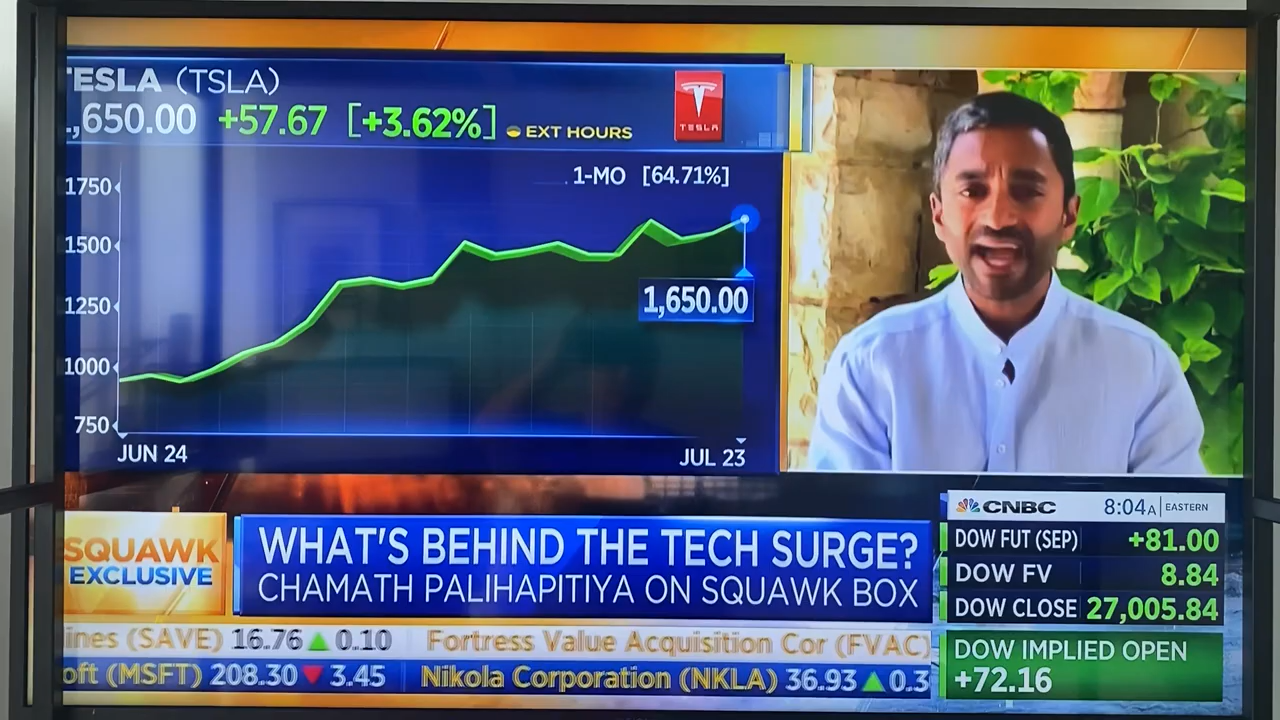 TESLA (TSLA)
,650.00 +57.67 [+3.62%] EXT HOURS
TESLA
1-MO [64.71%]
1750
1500
1250
1000
750
1,650.00
JUN 24
JUL 23
SQUAWK
EXCLUSIVE
WHAT'S BEHIND THE TECH SURGE?
CHAMATH PALIHAPITIYA ON SQUAWK BOX
CNBC 8:04A EASTERN
DOW FUT (SEP) +81.00
DOW FV 8.84
DOW CLOSE 27,005.84
DOW IMPLIED OPEN
+72.16
ines (SAVE) 16.76 ▲ 0.10 Fortress Value Acquisition Cor (FVAC)
oft (MSFT) 208.30 ▼ 3.45 Nikola Corporation (NKLA) 36.93 ▲ 0.3